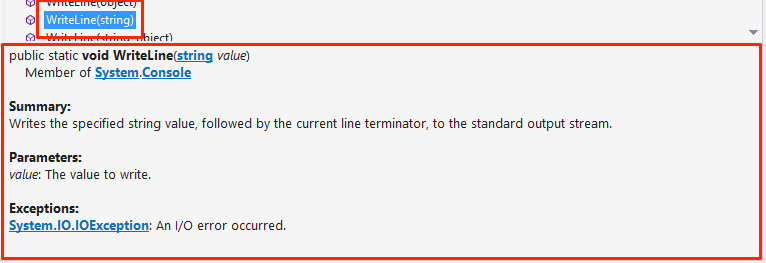 WriteLine(object)
WriteLine(string)
WriteLine(string, object)
public static void WriteLine(string value)
Member of System.Console
Summary:
Writes the specified string value, followed by the current line terminator, to the standard output stream.
Parameters:
value: The value to write.
Exceptions:
System.IO.IOException: An I/O error occurred.